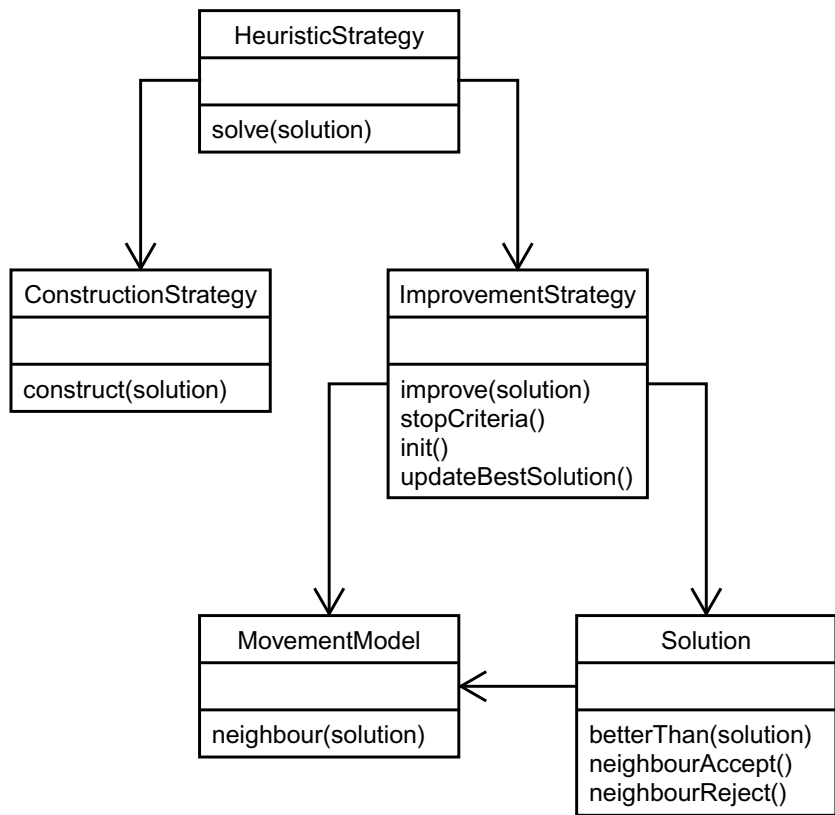 HeuristicStrategy
solve(solution)
ConstructionStrategy
construct(solution)
ImprovementStrategy
improve(solution)
stopCriteria()
init()
updateBestSolution()
MovementModel
neighbour(solution)
Solution
betterThan(solution)
neighbourAccept()
neighbourReject()